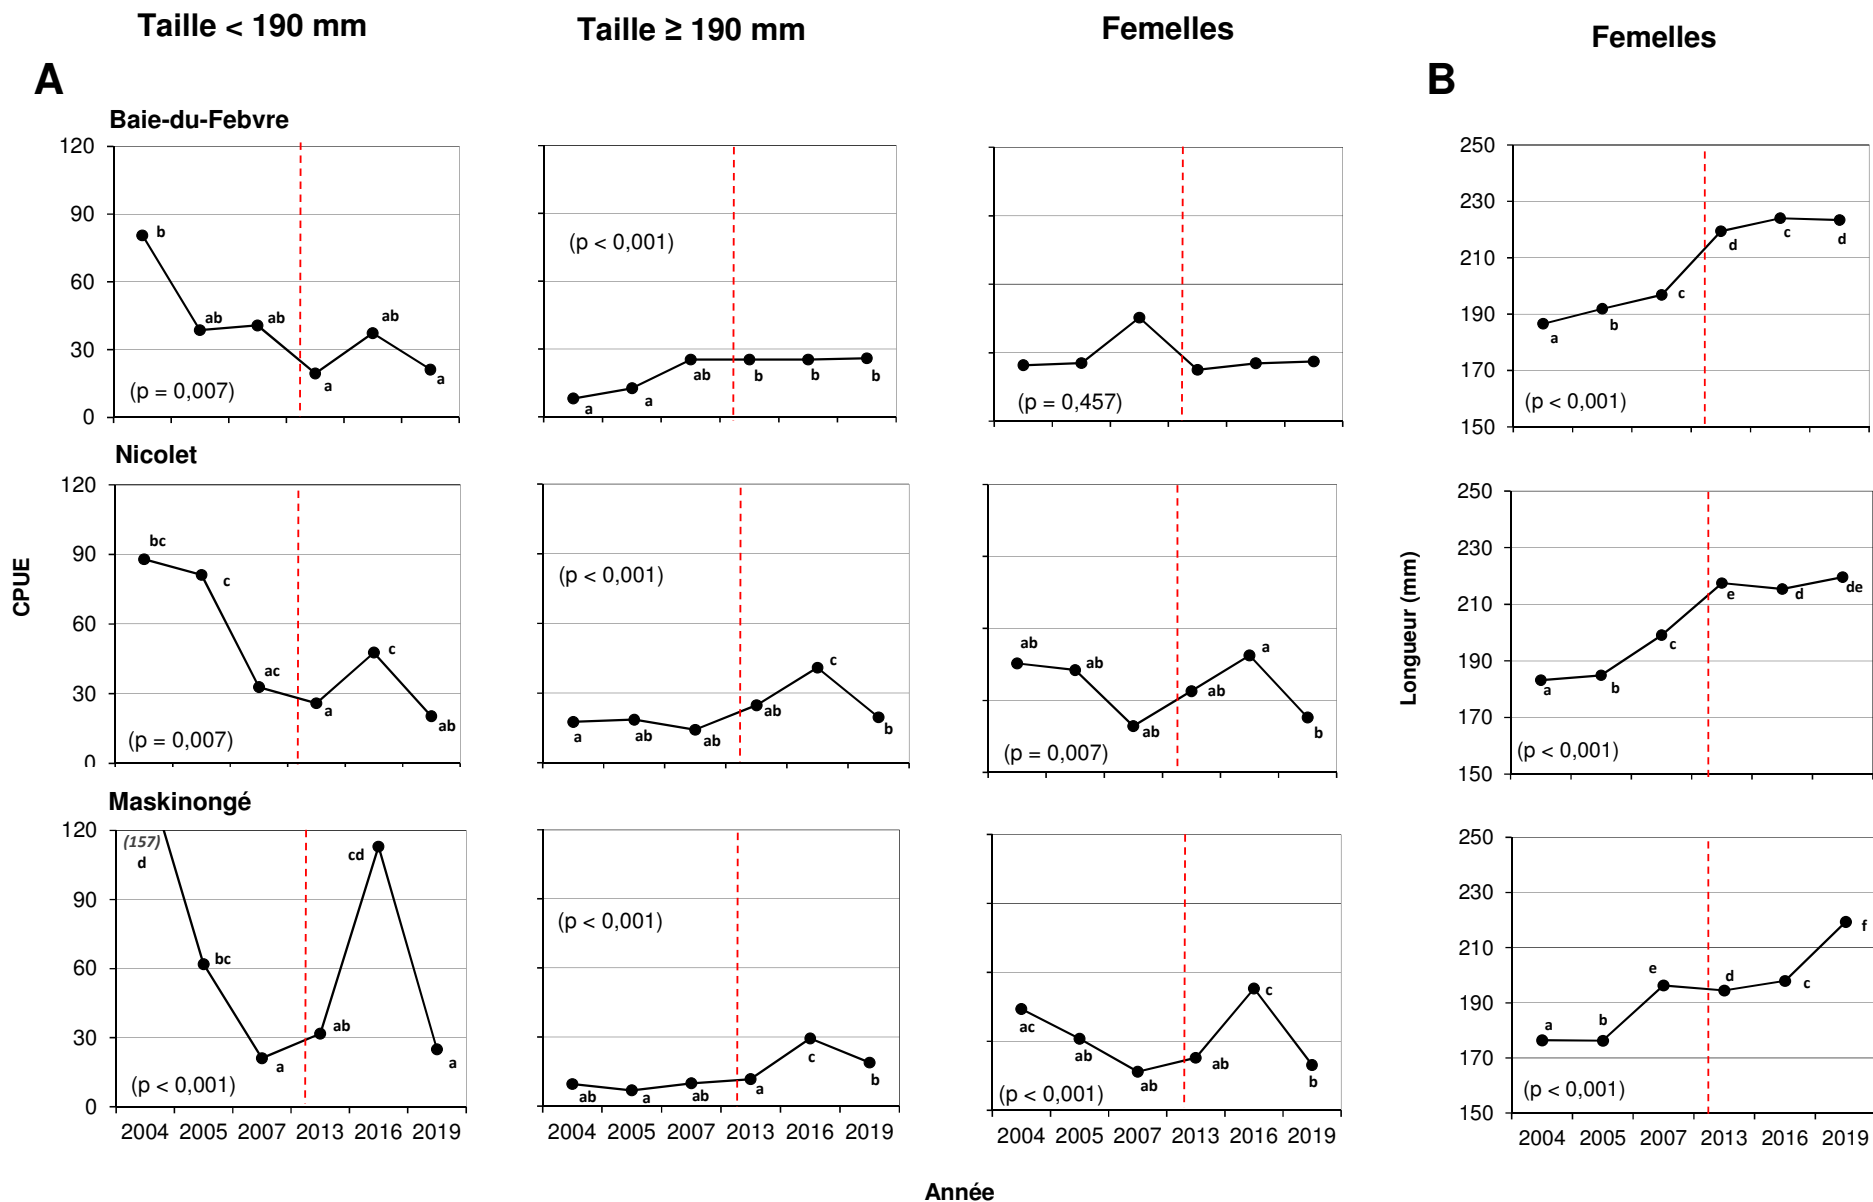 Taille < 190 mm
Taille ≥ 190 mm
Femelles
Femelles
A
B
Baie-du-Febvre
120
90
60
30
0
b
ab
ab
a
ab
a
(p = 0,007)
(p < 0,001)
a
a
ab
b
b
b
(p = 0,457)
250
230
210
190
170
150
a
b
c
d
c
d
(p < 0,001)
Nicolet
120
90
60
30
0
bc
c
ac
a
c
ab
(p = 0,007)
(p < 0,001)
a
ab
ab
ab
c
b
ab
ab
ab
ab
a
b
(p = 0,007)
250
230
210
190
170
150
a
b
c
e
d
de
(p < 0,001)
CPUE
Longueur (mm)
Maskinongé
120
90
60
30
0
(157)
d
bc
a
ab
cd
a
(p < 0,001)
2004 2005 2007 2013 2016 2019
(p < 0,001)
ab
a
ab
a
c
b
2004 2005 2007 2013 2016 2019
ac
ab
ab
ab
c
b
(p < 0,001)
2004 2005 2007 2013 2016 2019
250
230
210
190
170
150
a
b
e
d
c
f
(p < 0,001)
2004 2005 2007 2013 2016 2019
Année